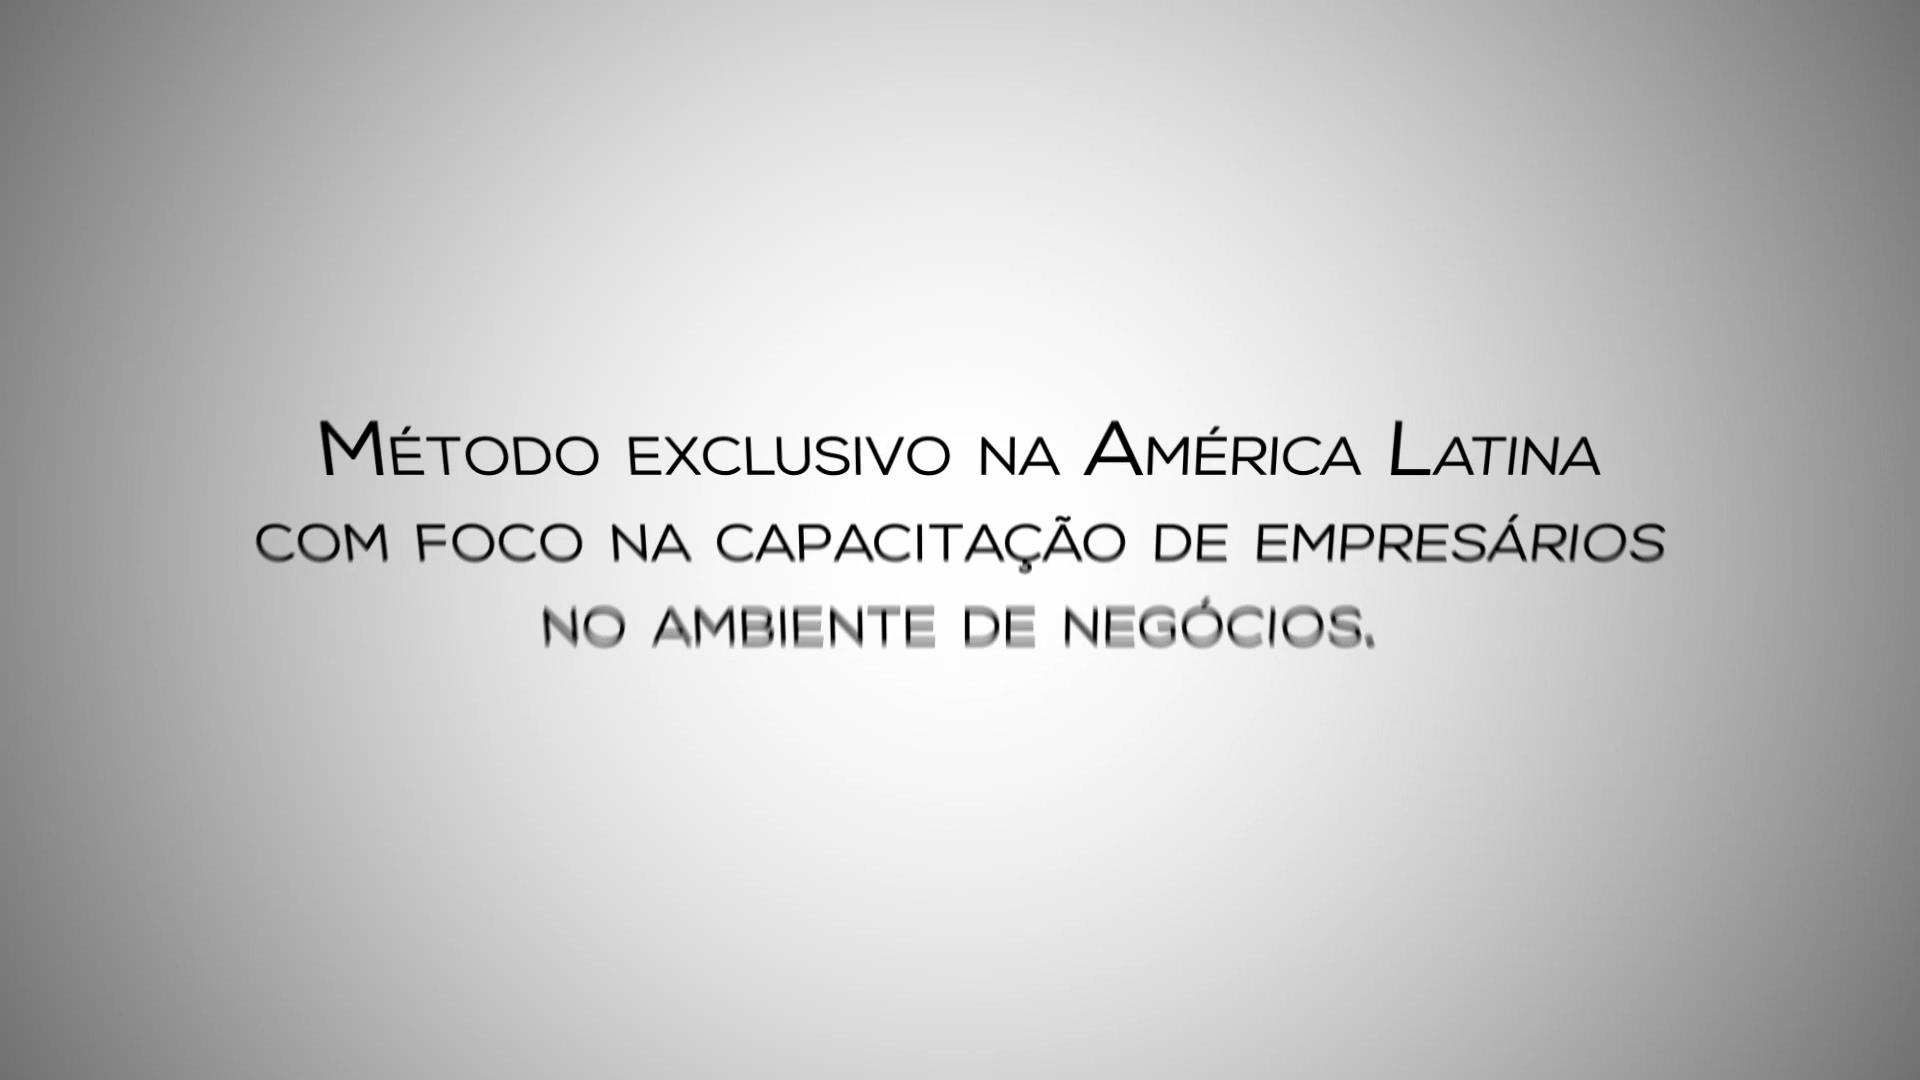 Método exclusivo na América Latina
com foco na capacitação de empresários
no ambiente de negócios.